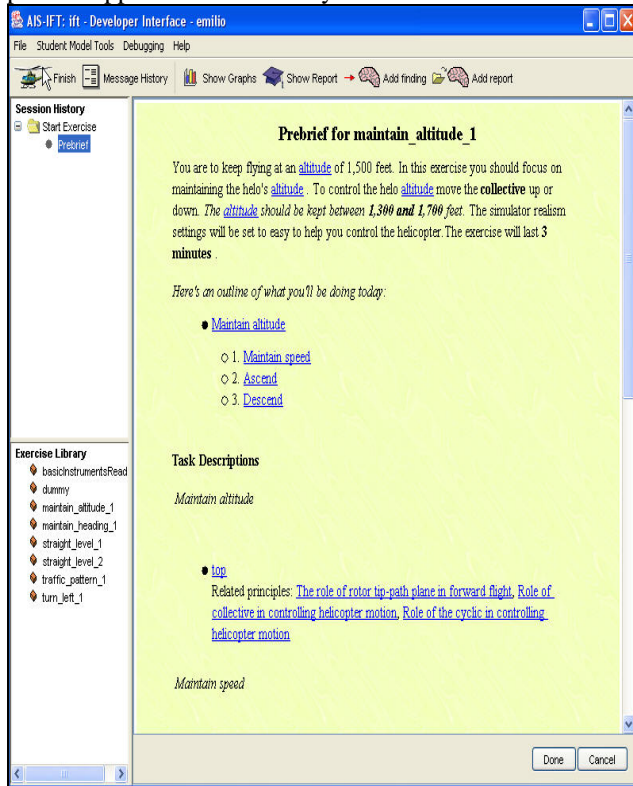 AIS-IFT: ift - Developer Interface - emilio
File Student Model Tools Debugging Help
Finish Message History Show Graphs Show Report Add finding Add report
Session History
Start Exercise
Prebrief
Exercise Library
basicInstrumentsRead
dummy
maintain_altitude_1
maintain_heading_1
straight_level_1
straight_level_2
traffic_pattern_1
turn_left_1
Prebrief for maintain_altitude_1
You are to keep flying at an altitude of 1,500 feet. In this exercise you should focus on
maintaining the helo's altitude . To control the helo altitude move the collective up or
down. The altitude should be kept between 1,300 and 1,700 feet. The simulator realism
settings will be set to easy to help you control the helicopter.The exercise will last 3
minutes .
Here's an outline of what you'll be doing today:
Maintain altitude
1. Maintain speed
2. Ascend
3. Descend
Task Descriptions
Maintain altitude
top
Related principles: The role of rotor tip-path plane in forward flight, Role of
collective in controlling helicopter motion, Role of the cyclic in controlling
helicopter motion
Maintain speed
Done Cancel